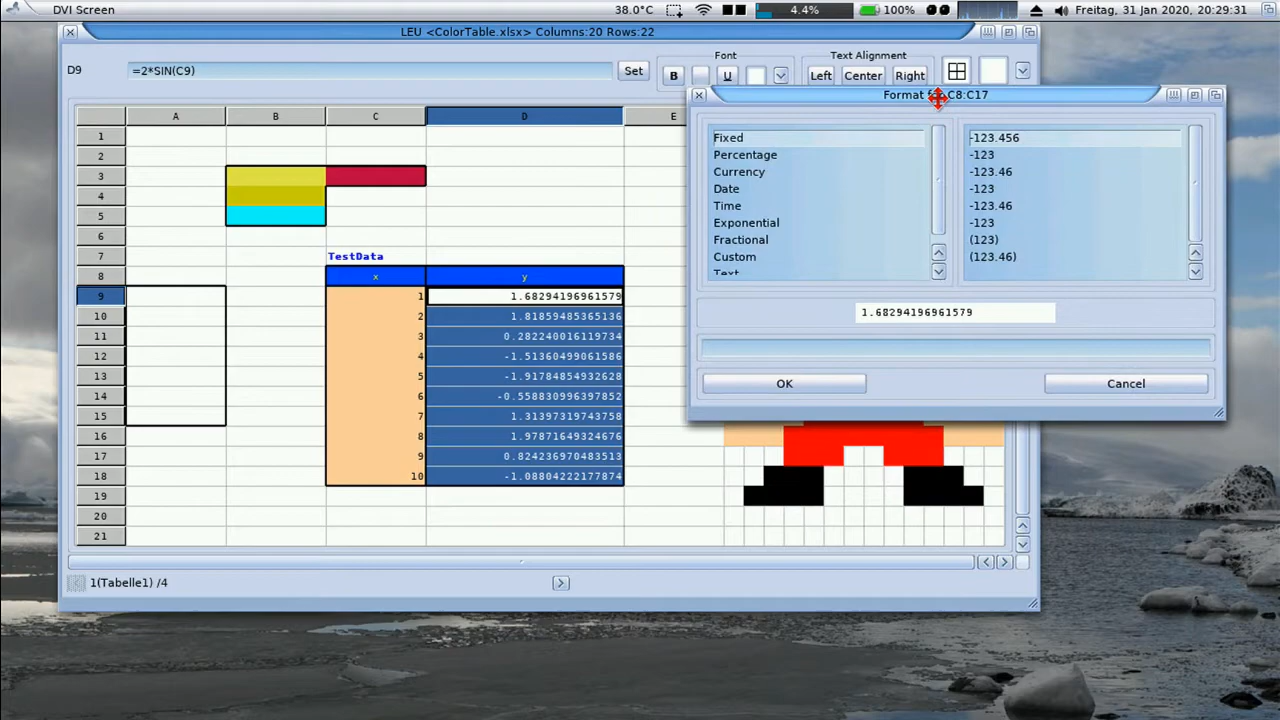 DVI Screen
38.0°C
4.4%
100%
Freitag, 31 Jan 2020, 20:29:31
LEU <ColorTable.xlsx> Columns:20 Rows:22
D9
=2*SIN(C9)
Set
Font
B
U
Text Alignment
Left
Center
Right
A B C D E
1
2
3
4
5
6
7 TestData
8 x y
9 1 1.68294196961579
10 2 1.81859485365136
11 3 0.282240016119734
12 4 -1.51360499061586
13 5 -1.91784854932628
14 6 -0.558830996397852
15 7 1.31397319743758
16 8 1.97871649324676
17 9 0.824236970483513
18 10 -1.08804222177874
19
20
21
1(Tabelle1) /4
Format C8:C17
Fixed
Percentage
Currency
Date
Time
Exponential
Fractional
Custom
Text
-123.456
-123
-123.46
-123
-123.46
-123
(123)
(123.46)
1.68294196961579
OK
Cancel